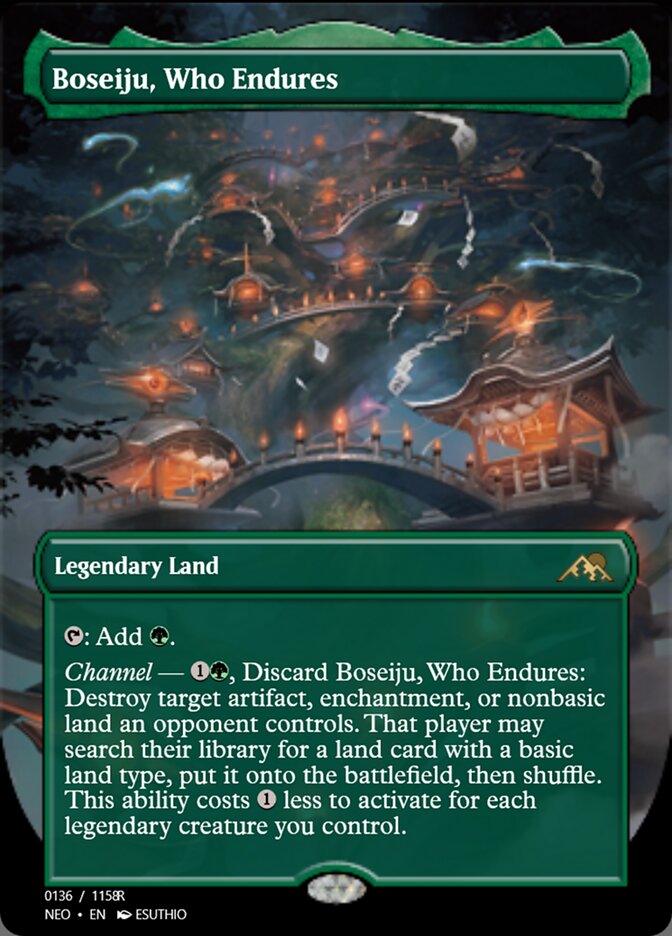 Boseiju, Who Endures
Legendary Land
: Add .
Channel — 1, Discard Boseiju, Who Endures:
Destroy target artifact, enchantment, or nonbasic
land an opponent controls. That player may
search their library for a land card with a basic
land type, put it onto the battlefield, then shuffle.
This ability costs 1 less to activate for each
legendary creature you control.
0136 / 1158R
NEO • EN ESUTHIO